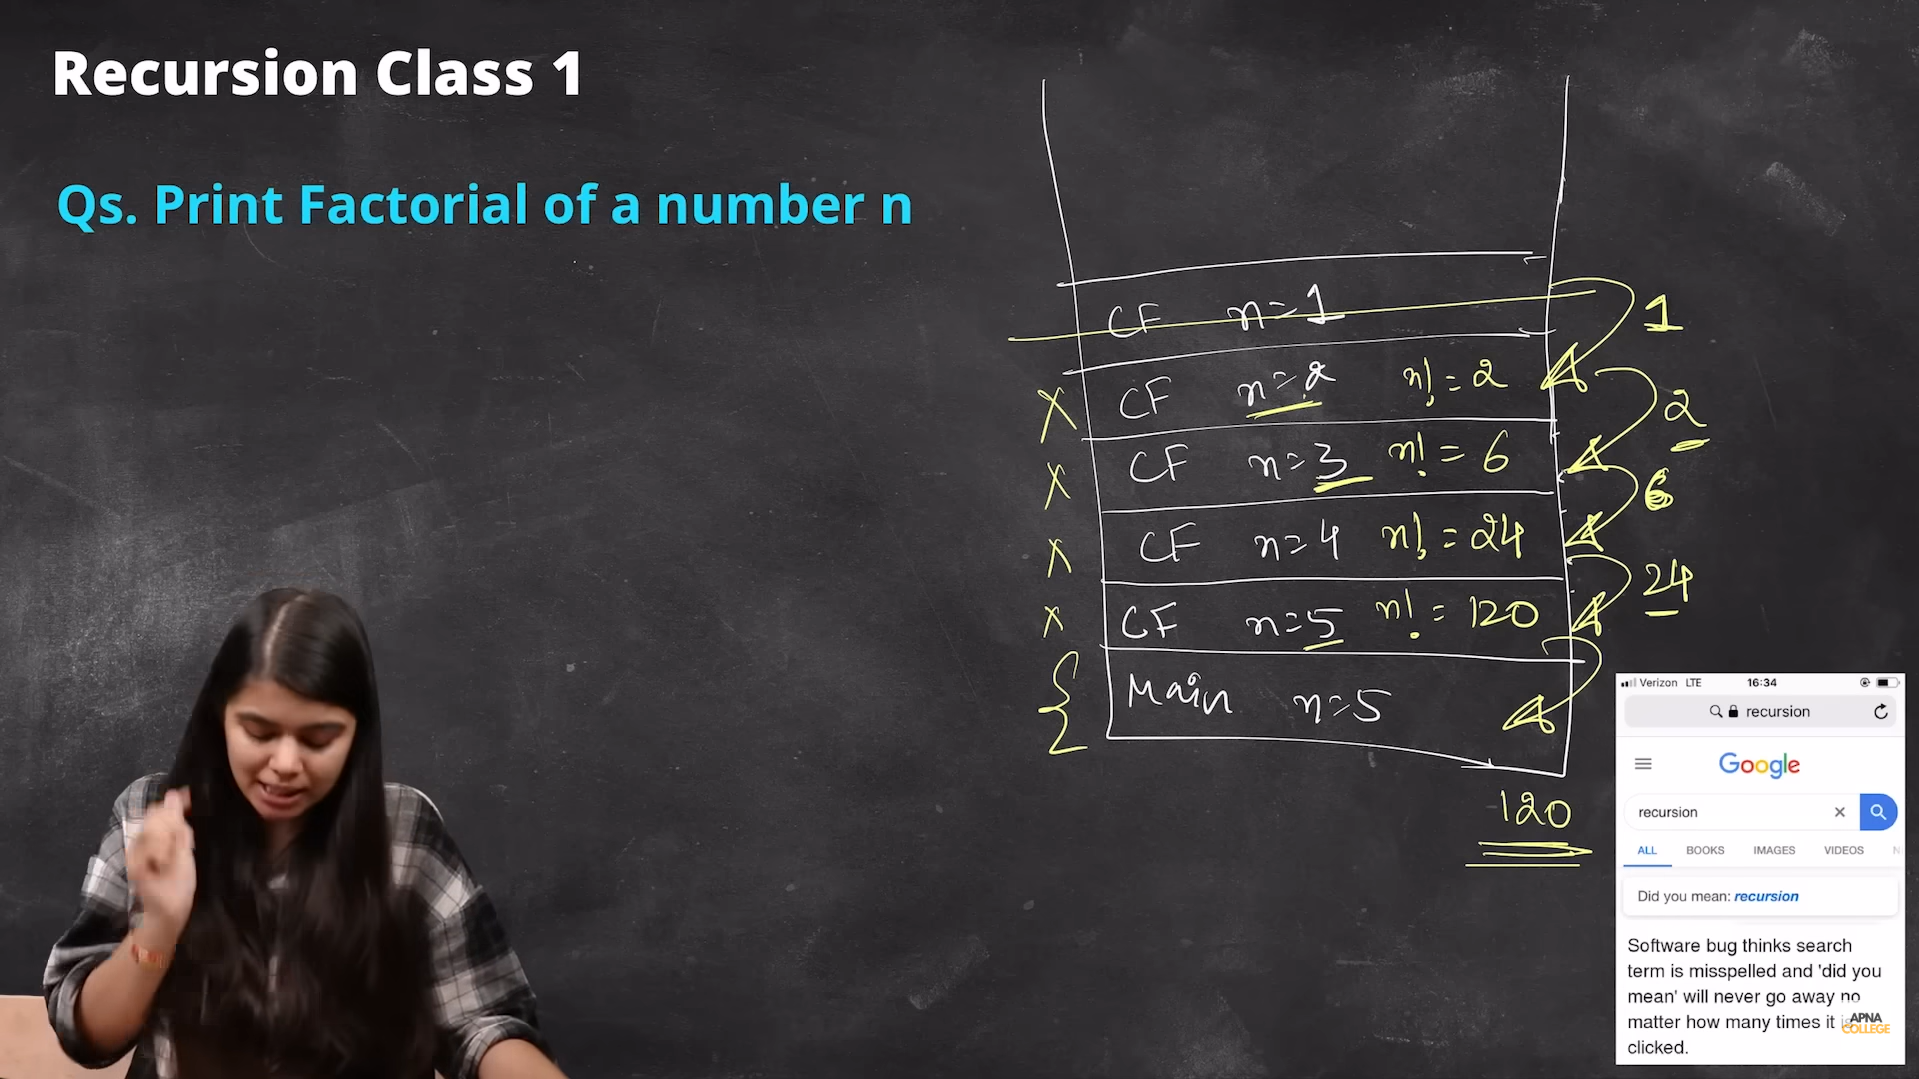 Recursion Class 1
Qs. Print Factorial of a number n
CF n=1
1
CF n=2 n!=2
2
CF n=3 n!=6
6
CF n=4 n!=24
24
CF n=5 n!=120
Main n=5
120
Verizon LTE 16:34
recursion
Google
recursion
ALL BOOKS IMAGES VIDEOS
Did you mean: recursion
Software bug thinks search
term is misspelled and 'did you
mean' will never go away no
matter how many times it is
clicked.
APNA
COLLEGE